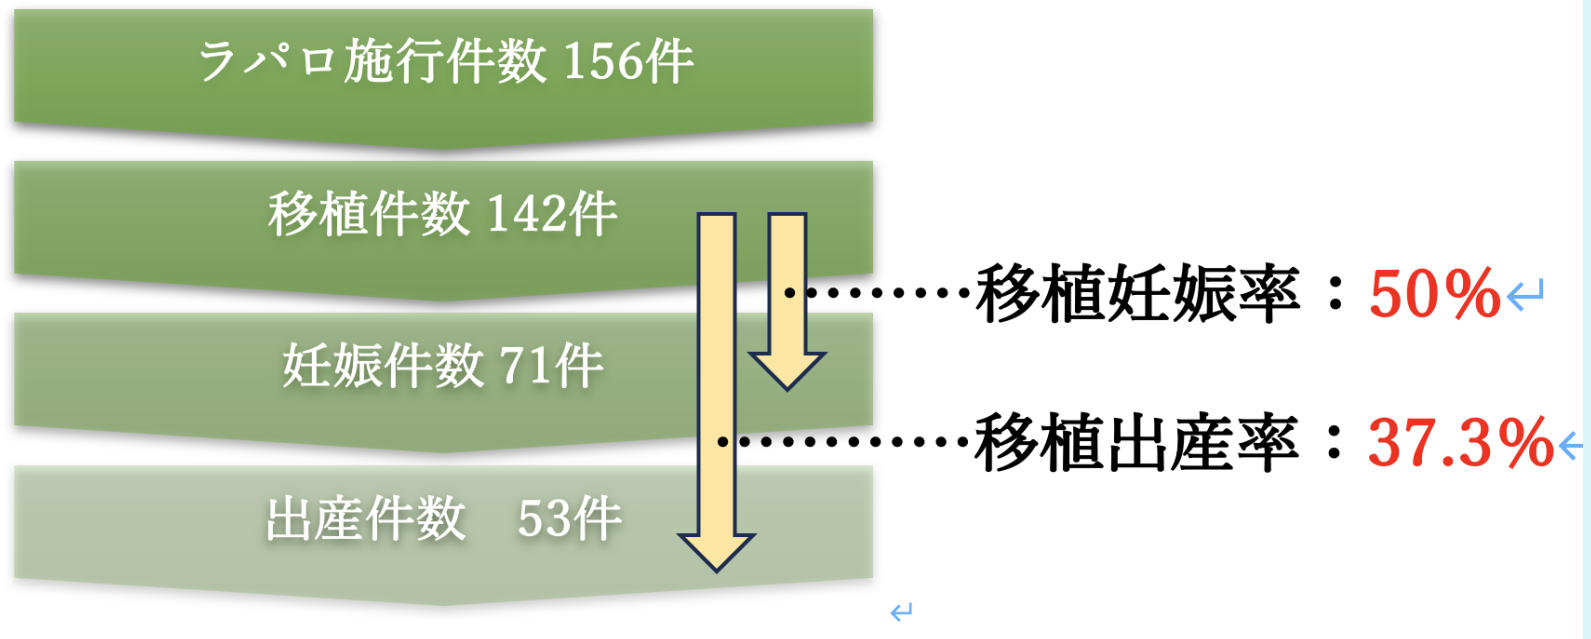 ラパロ施行件数 156件
移植件数 142件
移植妊娠率：50%
妊娠件数 71件
移植出産率：37.3%
出産件数　53件